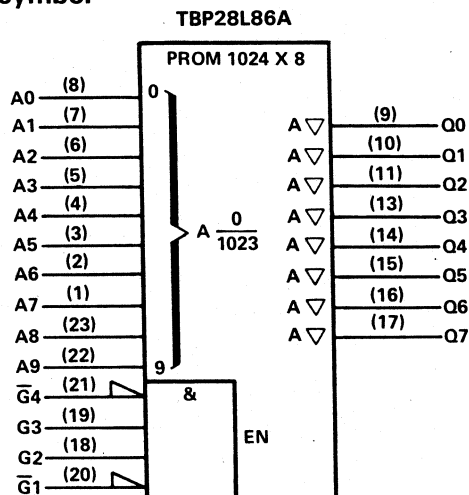 symbol
TBP28L86A
PROM 1024 X 8
A0 (8) 0
A1 (7)
A2 (6)
A3 (5)
A4 (4)
A5 (3)
A6 (2)
A7 (1)
A8 (23)
A9 (22) 9
A 0
1023
A (9) Q0
A (10) Q1
A (11) Q2
A (13) Q3
A (14) Q4
A (15) Q5
A (16) Q6
A (17) Q7
G̅4 (21) &
G3 (19)
G2 (18)
G̅1 (20)
EN